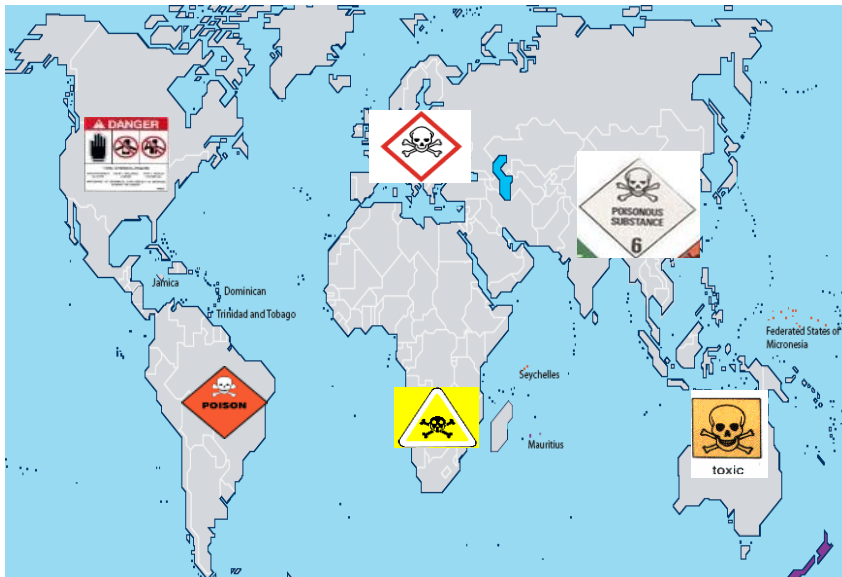 DANGER
POISONOUS
SUBSTANCE
6
Jamica
Dominican
Trinidad and Tobago
Federated States of
Micronesia
Seychelles
POISON
Mauritius
toxic